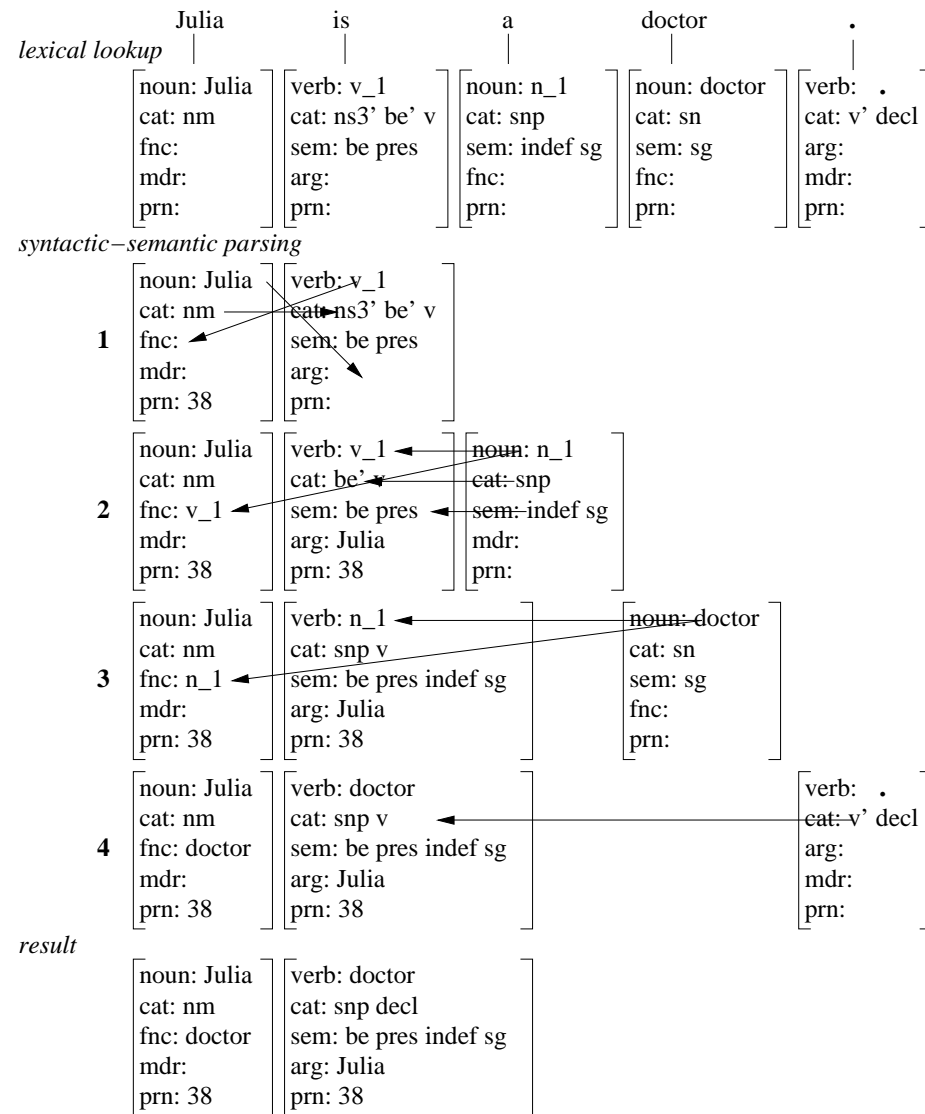 Julia is a doctor .
lexical lookup
noun: Julia verb: v_1 noun: n_1 noun: doctor verb: .
cat: nm cat: ns3’ be’ v cat: snp cat: sn cat: v’ decl
fnc: sem: be pres sem: indef sg sem: sg arg:
mdr: arg: fnc: fnc: mdr:
prn: prn: prn: prn: prn:
syntactic−semantic parsing
noun: Julia verb: v_1
cat: nm cat: ns3’ be’ v
1 fnc: sem: be pres
mdr: arg:
prn: 38 prn:
noun: Julia verb: v_1 noun: n_1
cat: nm cat: be’ v cat: snp
2 fnc: v_1 sem: be pres sem: indef sg
mdr: arg: Julia mdr:
prn: 38 prn: 38 prn:
noun: Julia verb: n_1 noun: doctor
cat: nm cat: snp v cat: sn
3 fnc: n_1 sem: be pres indef sg sem: sg
mdr: arg: Julia fnc:
prn: 38 prn: 38 prn:
noun: Julia verb: doctor verb: .
cat: nm cat: snp v cat: v’ decl
4 fnc: doctor sem: be pres indef sg arg:
mdr: arg: Julia mdr:
prn: 38 prn: 38 prn:
result
noun: Julia verb: doctor
cat: nm cat: snp decl
fnc: doctor sem: be pres indef sg
mdr: arg: Julia
prn: 38 prn: 38